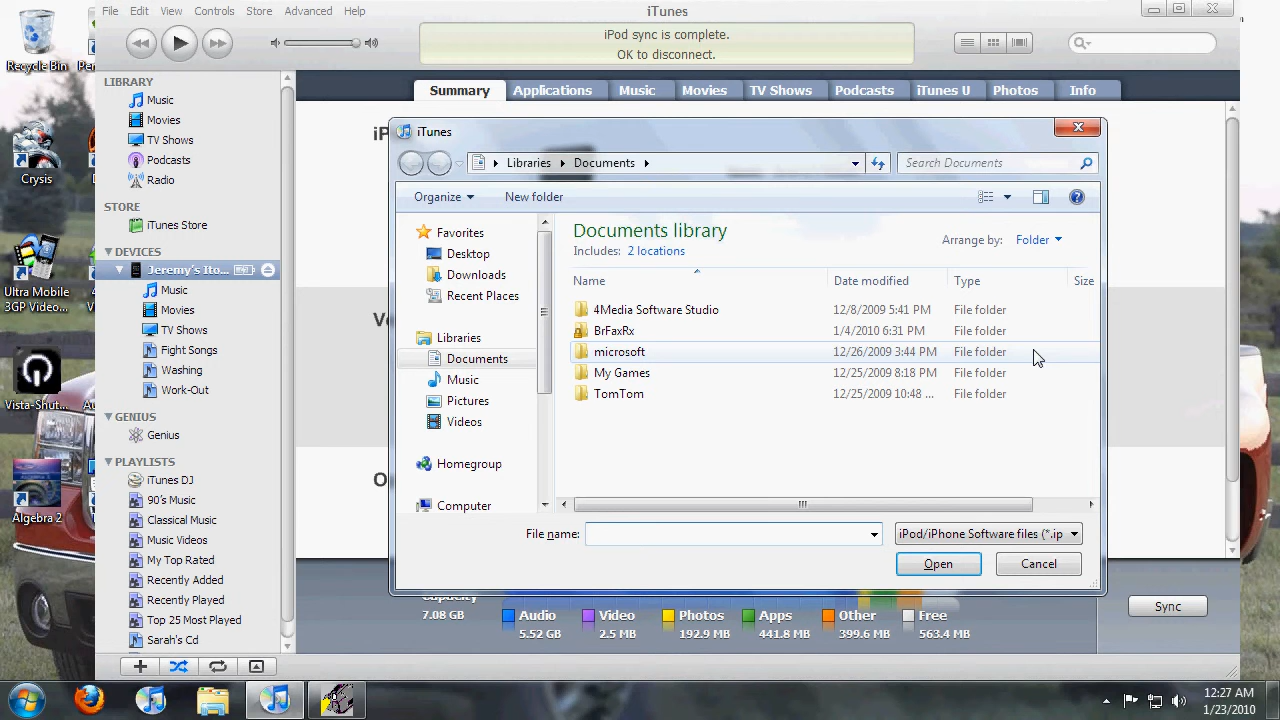 File Edit View Controls Store Advanced Help
iTunes
iPod sync is complete.
OK to disconnect.
Recycle Bin
Crysis
Ultra Mobile
3GP Video...
Vista-Shut...
Algebra 2
LIBRARY
Music
Movies
TV Shows
Podcasts
Radio
STORE
iTunes Store
DEVICES
Jeremy's Ito...
Music
Movies
TV Shows
Fight Songs
Washing
Work-Out
GENIUS
Genius
PLAYLISTS
iTunes DJ
90's Music
Classical Music
Music Videos
My Top Rated
Recently Added
Recently Played
Top 25 Most Played
Sarah's Cd
Summary Applications Music Movies TV Shows Podcasts iTunes U Photos Info
iTunes
Libraries Documents
Search Documents
Organize New folder
Favorites
Desktop
Downloads
Recent Places
Libraries
Documents
Music
Pictures
Videos
Homegroup
Computer
Documents library
Includes: 2 locations
Arrange by: Folder
Name Date modified Type Size
4Media Software Studio 12/8/2009 5:41 PM File folder
BrFaxRx 1/4/2010 6:31 PM File folder
microsoft 12/26/2009 3:44 PM File folder
My Games 12/25/2009 8:18 PM File folder
TomTom 12/25/2009 10:48 ... File folder
File name:
iPod/iPhone Software files (*.ip
Open Cancel
Capacity
7.08 GB
Audio
5.52 GB
Video
2.5 MB
Photos
192.9 MB
Apps
441.8 MB
Other
399.6 MB
Free
563.4 MB
Sync
12:27 AM
1/23/2010